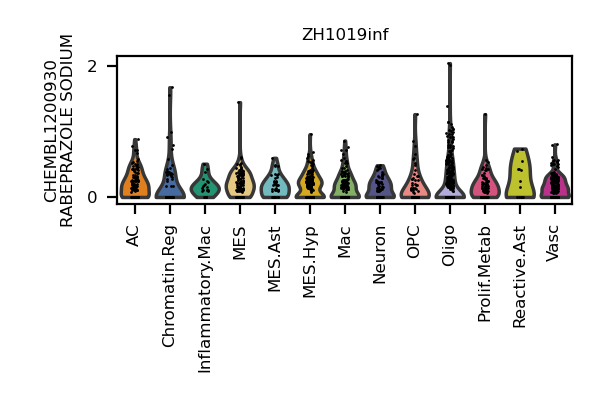 ZH1019inf
CHEMBL1200930
RABEPRAZOLE SODIUM
2
0
AC
Chromatin.Reg
Inflammatory.Mac
MES
MES.Ast
MES.Hyp
Mac
Neuron
OPC
Oligo
Prolif.Metab
Reactive.Ast
Vasc